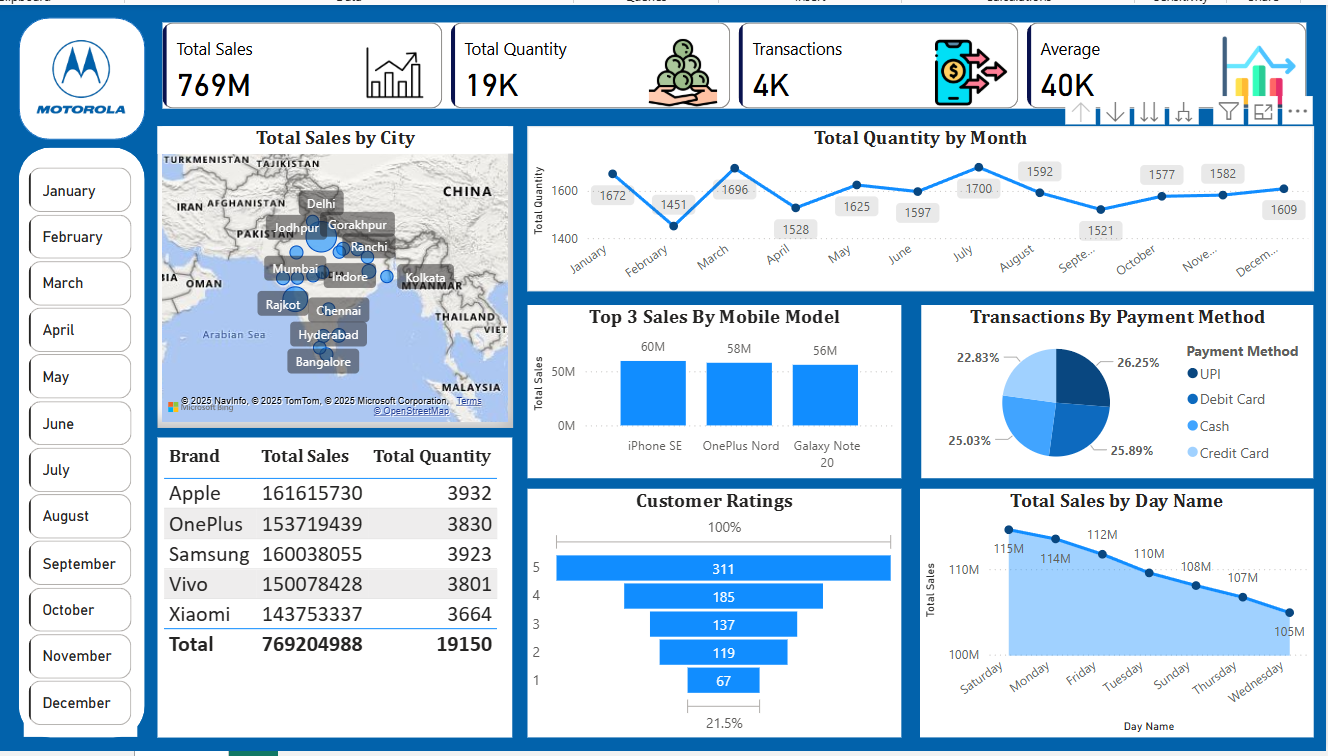 Data
Queries
Insert
Calculations
Sensitivity
Share
MOTOROLA
January
February
March
April
May
June
July
August
September
October
November
December
Total Sales
769M
Total Quantity
19K
Transactions
4K
Average
40K
Total Sales by City
TURKMENISTAN
TAJIKISTAN
CHINA
IRAN
AFGHANISTAN
PAKISTAN
OMAN
MYANMAR
THAILAND
VIET
Arabian Sea
MALAYSIA
Delhi
Jodhpur
Gorakhpur
Ranchi
Mumbai
Indore
Kolkata
Rajkot
Chennai
Hyderabad
Bangalore
© 2025 NavInfo, © 2025 TomTom, © 2025 Microsoft Corporation, Terms
Microsoft Bing
© OpenStreetMap
Brand Total Sales Total Quantity
Apple 161615730 3932
OnePlus 153719439 3830
Samsung 160038055 3923
Vivo 150078428 3801
Xiaomi 143753337 3664
Total 769204988 19150
Total Quantity by Month
Total Quantity
1600
1400
1672
1451
1696
1528
1625
1597
1700
1592
1521
1577
1582
1609
January
February
March
April
May
June
July
August
Septe...
October
Nove...
Decem...
Top 3 Sales By Mobile Model
Total Sales
50M
0M
60M
58M
56M
iPhone SE
OnePlus Nord
Galaxy Note
20
Transactions By Payment Method
22.83%
26.25%
25.03%
25.89%
Payment Method
UPI
Debit Card
Cash
Credit Card
Customer Ratings
100%
5 311
4 185
3 137
2 119
1 67
21.5%
Total Sales by Day Name
Total Sales
110M
100M
115M
114M
112M
110M
108M
107M
105M
Saturday
Monday
Friday
Tuesday
Sunday
Thursday
Wednesday
Day Name